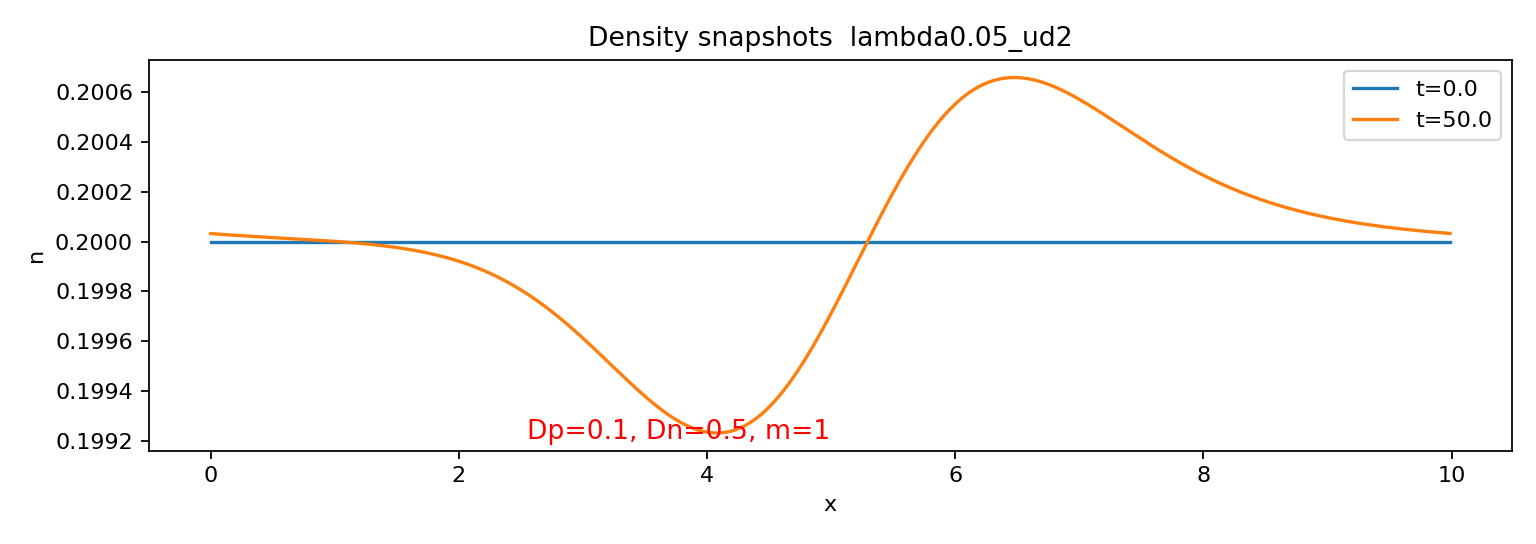 Density snapshots  lambda0.05_ud2
t=0.0
t=50.0
0.2006
0.2004
0.2002
0.2000
0.1998
0.1996
0.1994
0.1992
n
Dp=0.1, Dn=0.5, m=1
0 2 4 6 8 10
x